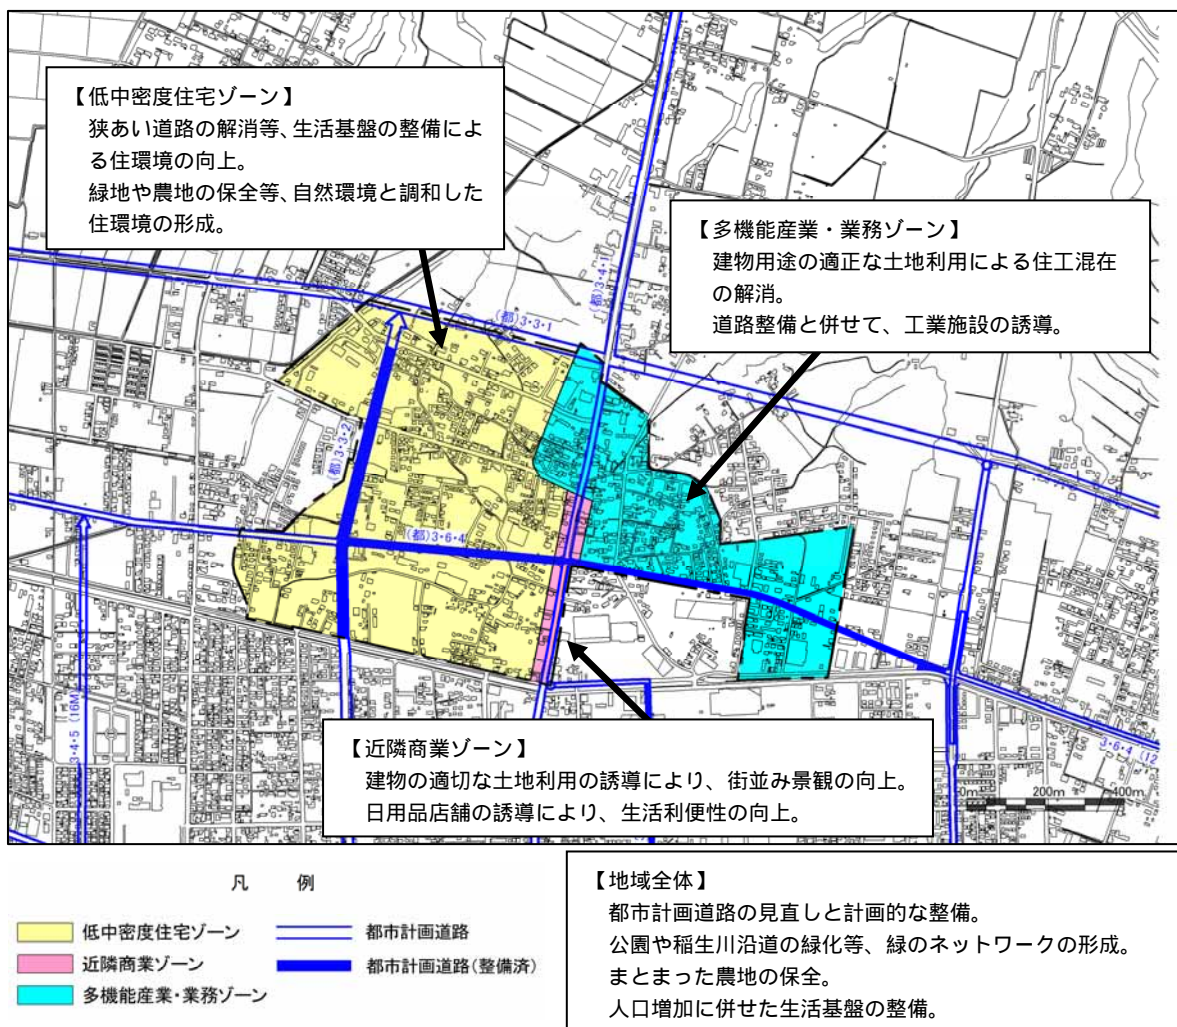 【低中密度住宅ゾーン】
狭あい道路の解消等、生活基盤の整備によ
る住環境の向上。
緑地や農地の保全等、自然環境と調和した
住環境の形成。
【多機能産業・業務ゾーン】
建物用途の適正な土地利用による住工混在
の解消。
道路整備と併せて、工業施設の誘導。
(都)3・4・1
(都)3・3・1
(都)3・3・2
(都)3・6・4
3・4・5 (16M)
3・6・4 (12
【近隣商業ゾーン】
建物の適切な土地利用の誘導により、街並み景観の向上。
日用品店舗の誘導により、生活利便性の向上。
0m 200m 400m
凡 例
低中密度住宅ゾーン 都市計画道路
近隣商業ゾーン 都市計画道路(整備済)
多機能産業・業務ゾーン
【地域全体】
都市計画道路の見直しと計画的な整備。
公園や稲生川沿道の緑化等、緑のネットワークの形成。
まとまった農地の保全。
人口増加に併せた生活基盤の整備。